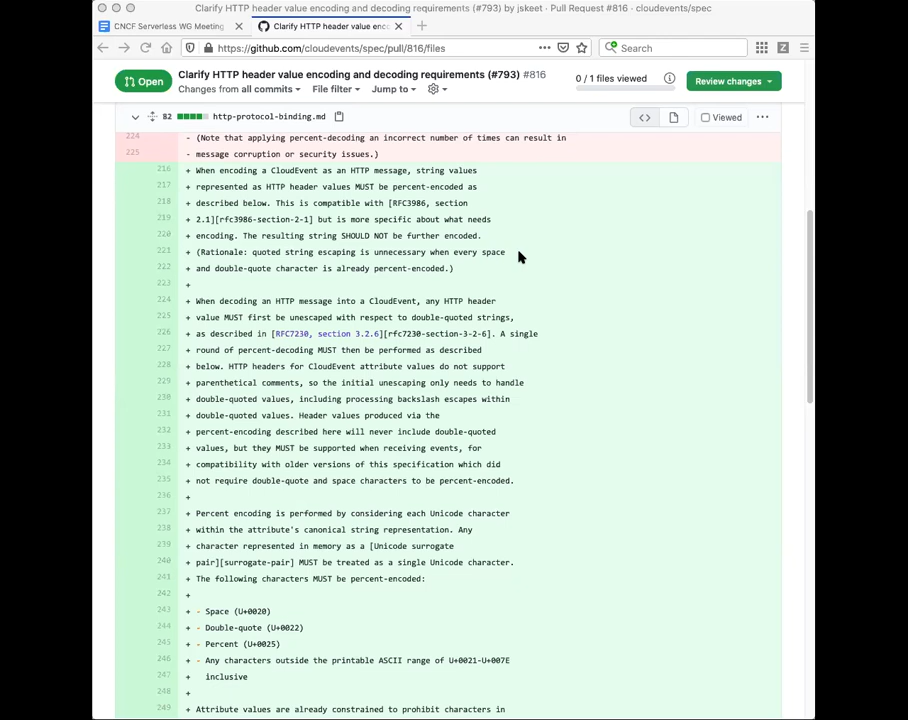 Clarify HTTP header value encoding and decoding requirements (#793) by jskeet · Pull Request #816 · cloudevents/spec
CNCF Serverless WG Meeting
Clarify HTTP header value enc
https://github.com/cloudevents/spec/pull/816/files
Search
Open
Clarify HTTP header value encoding and decoding requirements (#793) #816
Changes from all commits File filter Jump to
0 / 1 files viewed
Review changes
82 http-protocol-binding.md
Viewed
224 - (Note that applying percent-decoding an incorrect number of times can result in
225 - message corruption or security issues.)
216 + When encoding a CloudEvent as an HTTP message, string values
217 + represented as HTTP header values MUST be percent-encoded as
218 + described below. This is compatible with [RFC3986, section
219 + 2.1][rfc3986-section-2-1] but is more specific about what needs
220 + encoding. The resulting string SHOULD NOT be further encoded.
221 + (Rationale: quoted string escaping is unnecessary when every space
222 + and double-quote character is already percent-encoded.)
223 +
224 + When decoding an HTTP message into a CloudEvent, any HTTP header
225 + value MUST first be unescaped with respect to double-quoted strings,
226 + as described in [RFC7230, section 3.2.6][rfc7230-section-3-2-6]. A single
227 + round of percent-decoding MUST then be performed as described
228 + below. HTTP headers for CloudEvent attribute values do not support
229 + parenthetical comments, so the initial unescaping only needs to handle
230 + double-quoted values, including processing backslash escapes within
231 + double-quoted values. Header values produced via the
232 + percent-encoding described here will never include double-quoted
233 + values, but they MUST be supported when receiving events, for
234 + compatibility with older versions of this specification which did
235 + not require double-quote and space characters to be percent-encoded.
236 +
237 + Percent encoding is performed by considering each Unicode character
238 + within the attribute's canonical string representation. Any
239 + character represented in memory as a [Unicode surrogate
240 + pair][surrogate-pair] MUST be treated as a single Unicode character.
241 + The following characters MUST be percent-encoded:
242 +
243 + - Space (U+0020)
244 + - Double-quote (U+0022)
245 + - Percent (U+0025)
246 + - Any characters outside the printable ASCII range of U+0021-U+007E
247 + inclusive
248 +
249 + Attribute values are already constrained to prohibit characters in